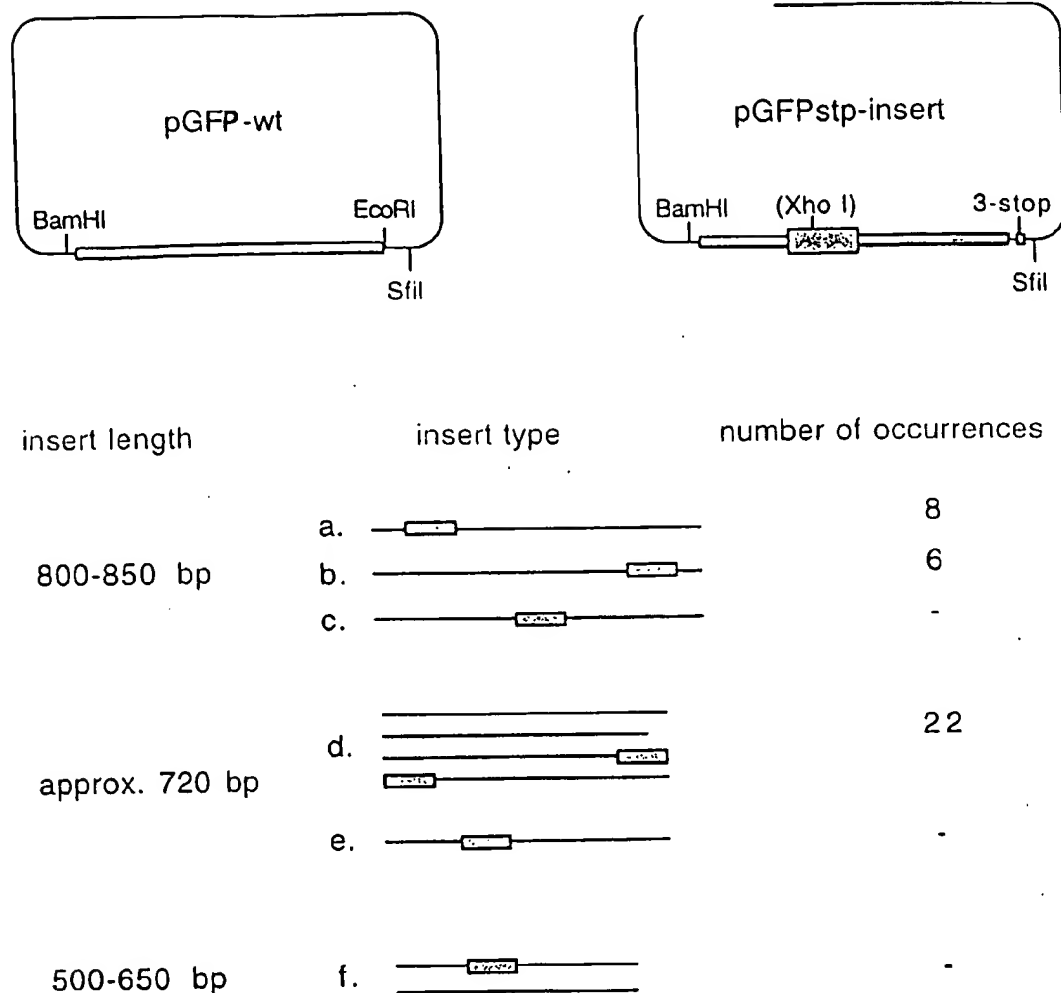 pGFP-wt
pGFPstp-insert
BamHI
EcoRI
SfiI
BamHI
(Xho I)
3-stop
SfiI
insert length
insert type
number of occurrences
a.
8
800-850 bp
b.
6
c.
-
d.
22
approx. 720 bp
e.
-
500-650 bp
f.
-